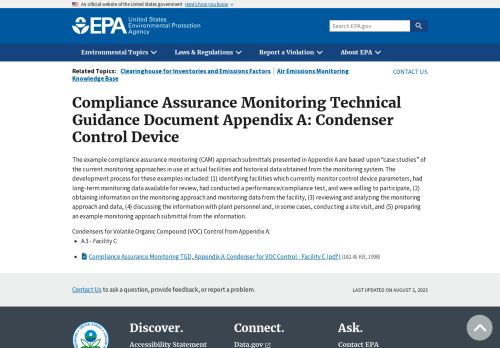 An official website of the United States government Here's how you know
EPA United States Environmental Protection Agency
Search EPA.gov
Environmental Topics Laws & Regulations Report a Violation About EPA
Related Topics: Clearinghouse for Inventories and Emissions Factors | Air Emissions Monitoring Knowledge Base
CONTACT US
Compliance Assurance Monitoring Technical
Guidance Document Appendix A: Condenser
Control Device
The example compliance assurance monitoring (CAM) approach submittals presented in Appendix A are based upon "case studies" of
the current monitoring approaches in use at actual facilities and historical data obtained from the monitoring system. The
development process for these examples included: (1) identifying facilities which currently monitor control device parameters, had
long-term monitoring data available for review, had conducted a performance/compliance test, and were willing to participate, (2)
obtaining information on the monitoring approach and monitoring data from the facility, (3) reviewing and analyzing the monitoring
approach and data, (4) discussing the information with plant personnel and, in some cases, conducting a site visit, and (5) preparing
an example monitoring approach submittal from the information.
Condensers for Volatile Organic Compound (VOC) Control from Appendix A:
• A.3 - Facility C
• Compliance Assurance Monitoring TGD, Appendix A: Condenser for VOC Control - Facility C (pdf) (182.45 KB, 1998)
Contact Us to ask a question, provide feedback, or report a problem.
LAST UPDATED ON AUGUST 2, 2023
Discover. Connect. Ask.
Accessibility Statement Data.gov Contact EPA